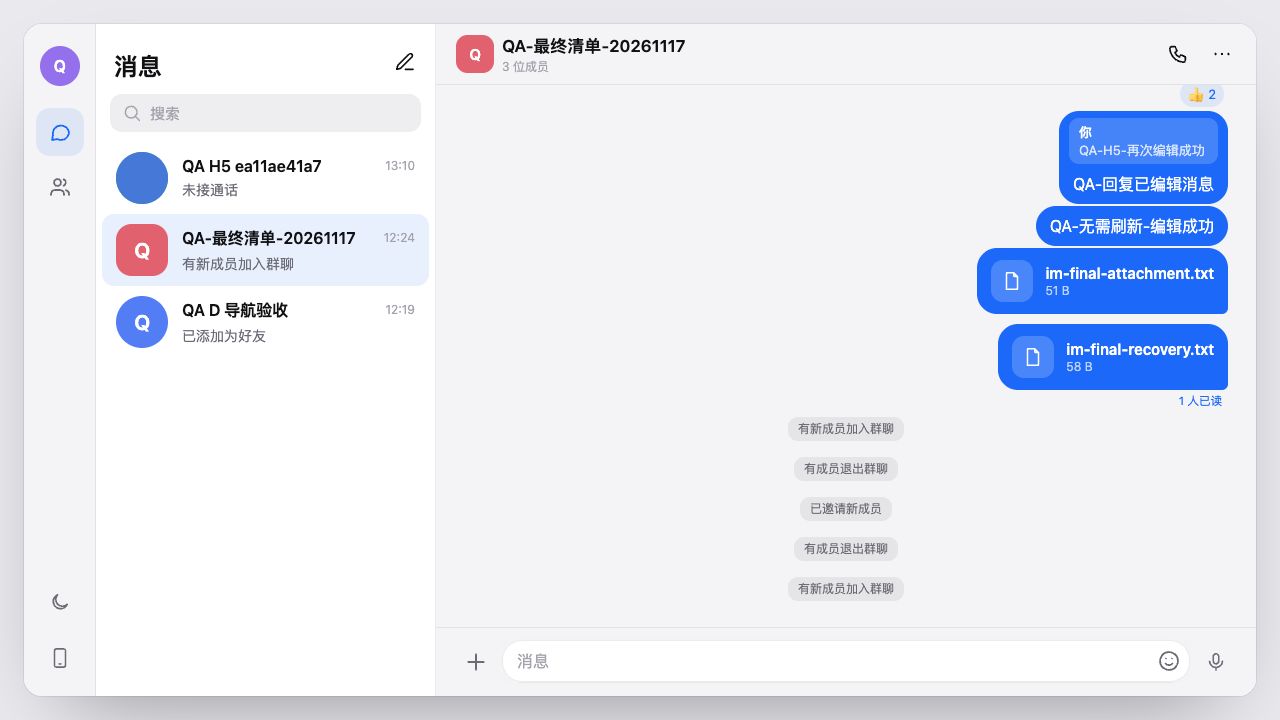 Q
消息
搜索
QA H5 ea11ae41a7
13:10
未接通话
Q
QA-最终清单-20261117
12:24
有新成员加入群聊
Q
QA D 导航验收
12:19
已添加为好友
Q
QA-最终清单-20261117
3 位成员
👍 2
你
QA-H5-再次编辑成功
QA-回复已编辑消息
QA-无需刷新-编辑成功
im-final-attachment.txt
51 B
im-final-recovery.txt
58 B
1 人已读
有新成员加入群聊
有成员退出群聊
已邀请新成员
有成员退出群聊
有新成员加入群聊
消息